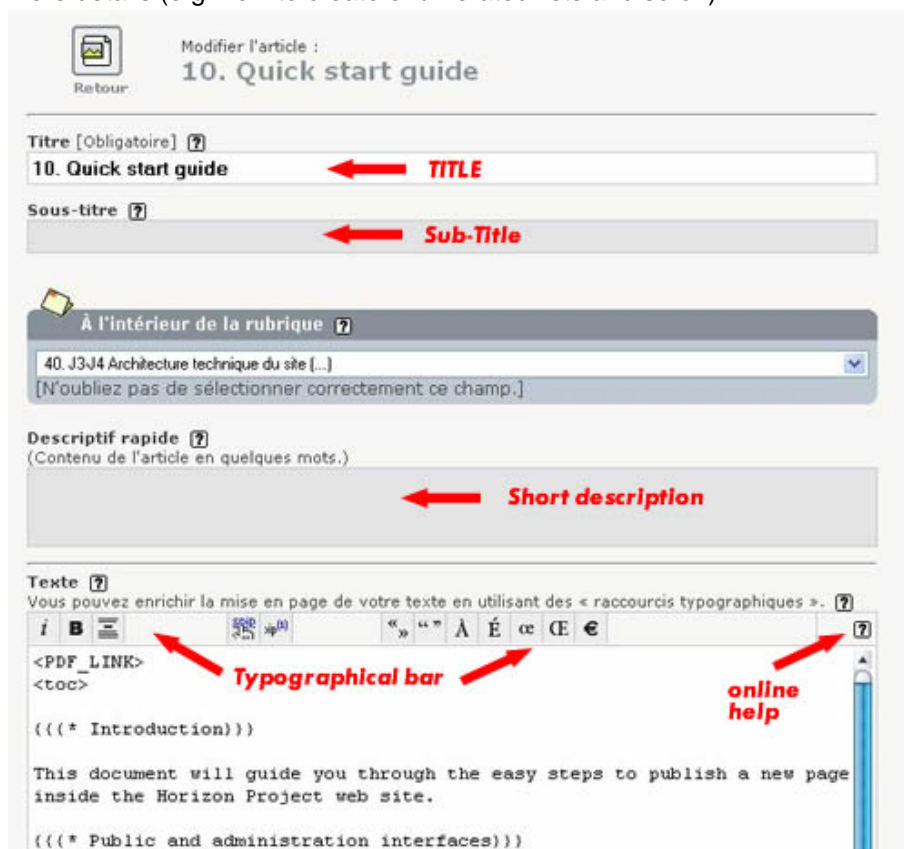 Modifier l'article :
10. Quick start guide
Retour
Titre [Obligatoire] ?
10. Quick start guide
TITLE
Sous-titre ?
Sub-Title
À l'intérieur de la rubrique ?
40. J3-J4 Architecture technique du site (...)
[N'oubliez pas de sélectionner correctement ce champ.]
Descriptif rapide ?
(Contenu de l'article en quelques mots.)
Short description
Texte ?
Vous pouvez enrichir la mise en page de votre texte en utilisant des « raccourcis typographiques ». ?
i B «» “” À É œ Œ € ?
Typographical bar
online
help
<PDF_LINK>
<toc>
{{{* Introduction}}}
This document will guide you through the easy steps to publish a new page
inside the Horizon Project web site.
{{{* Public and administration interfaces}}}